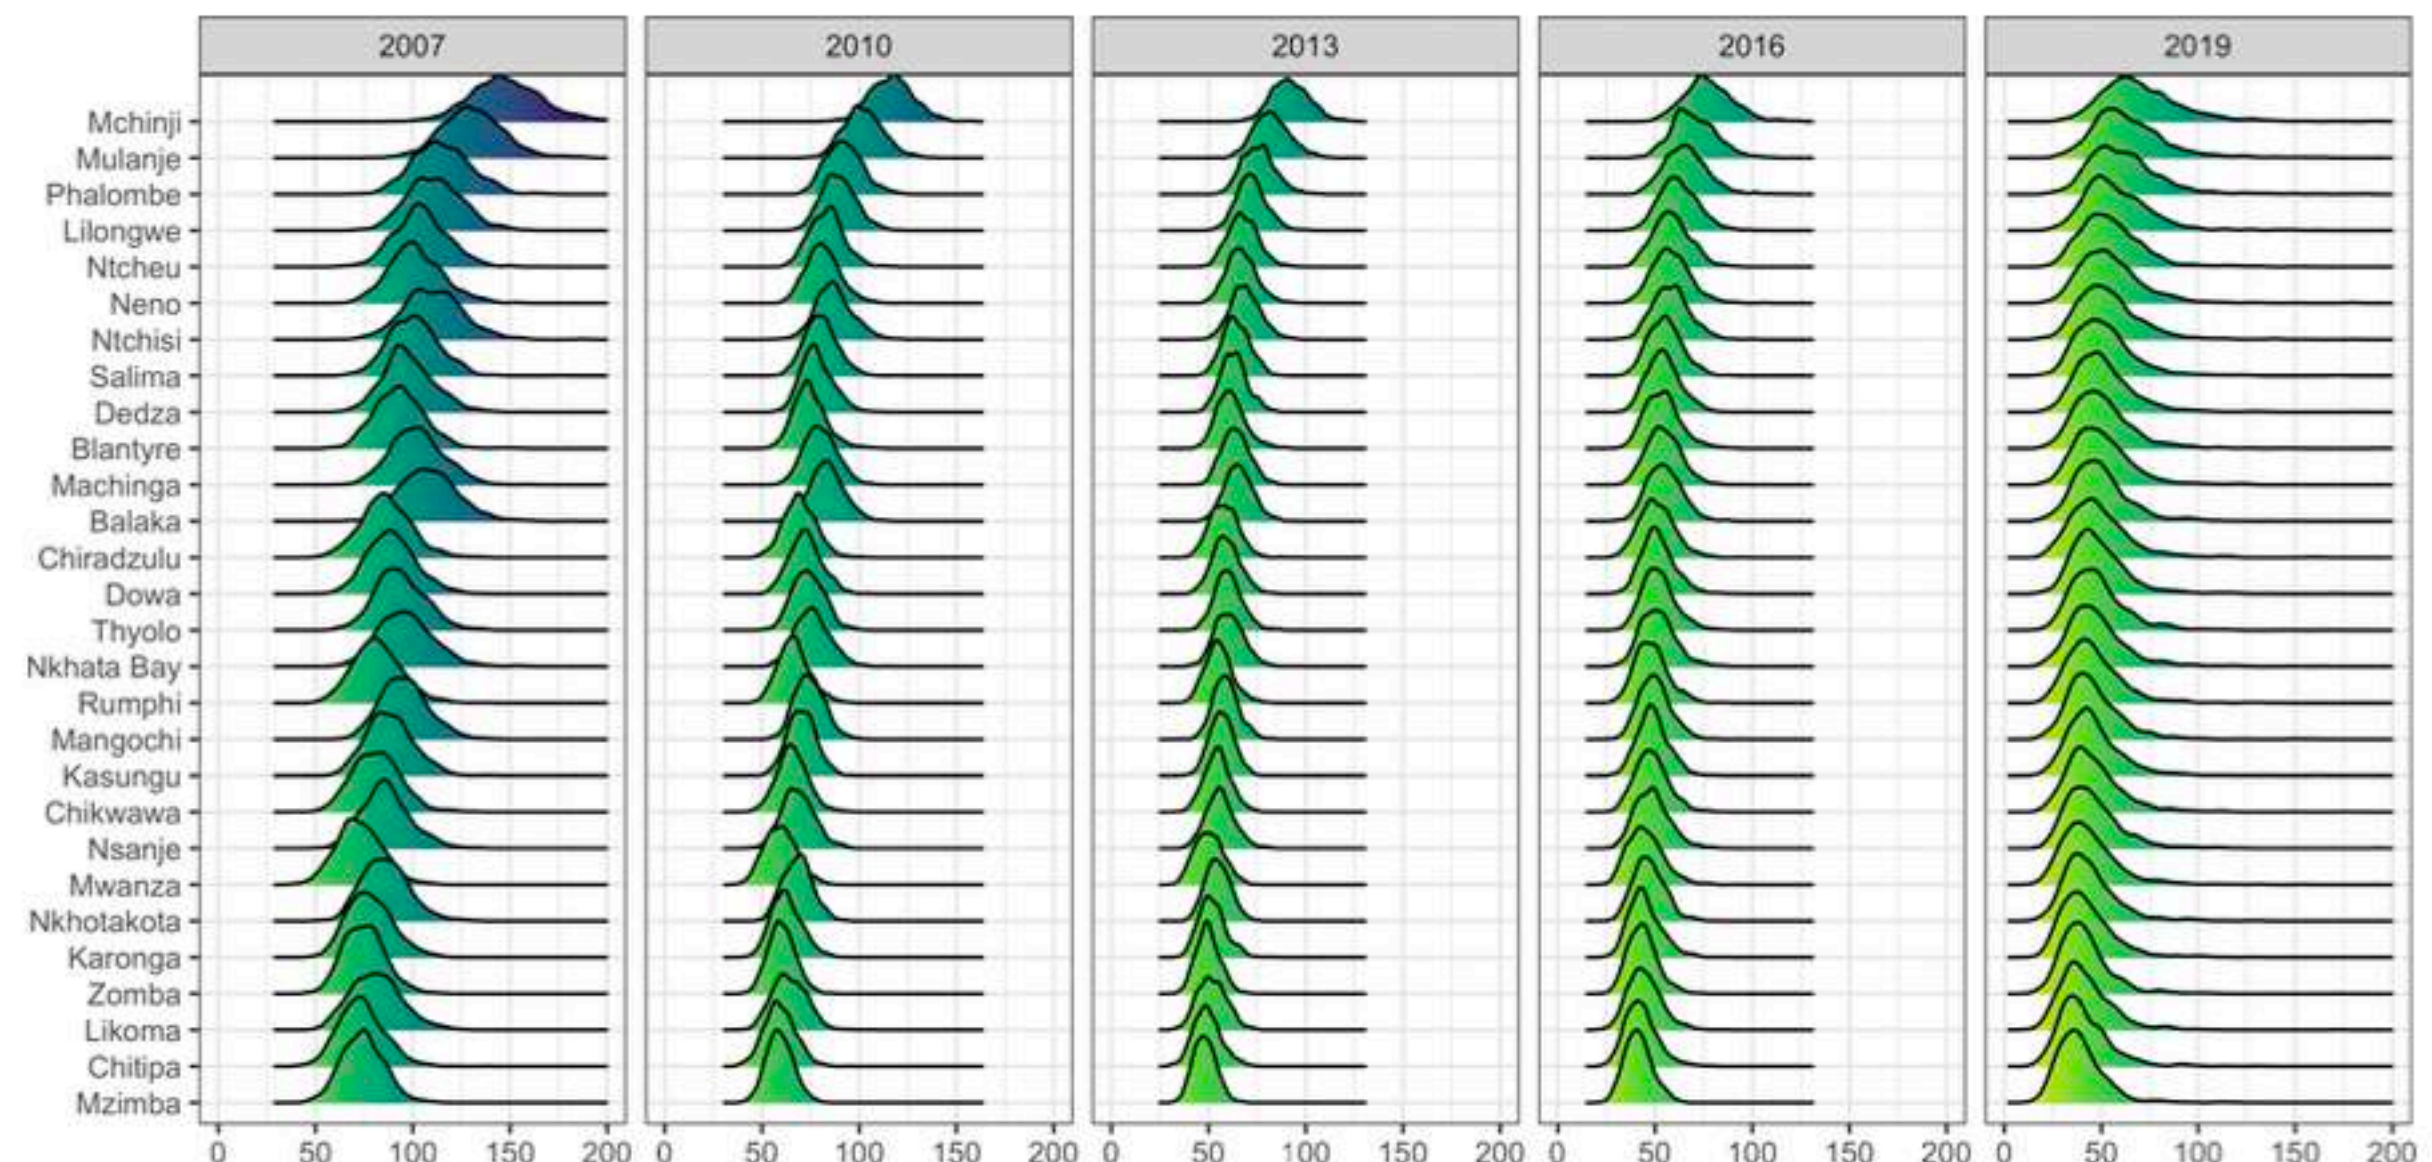 2007 2010 2013 2016 2019
Mchinji
Mulanje
Phalombe
Lilongwe
Ntcheu
Neno
Ntchisi
Salima
Dedza
Blantyre
Machinga
Balaka
Chiradzulu
Dowa
Thyolo
Nkhata Bay
Rumphi
Mangochi
Kasungu
Chikwawa
Nsanje
Mwanza
Nkhotakota
Karonga
Zomba
Likoma
Chitipa
Mzimba
0 50 100 150 200 0 50 100 150 200 0 50 100 150 200 0 50 100 150 200 0 50 100 150 200